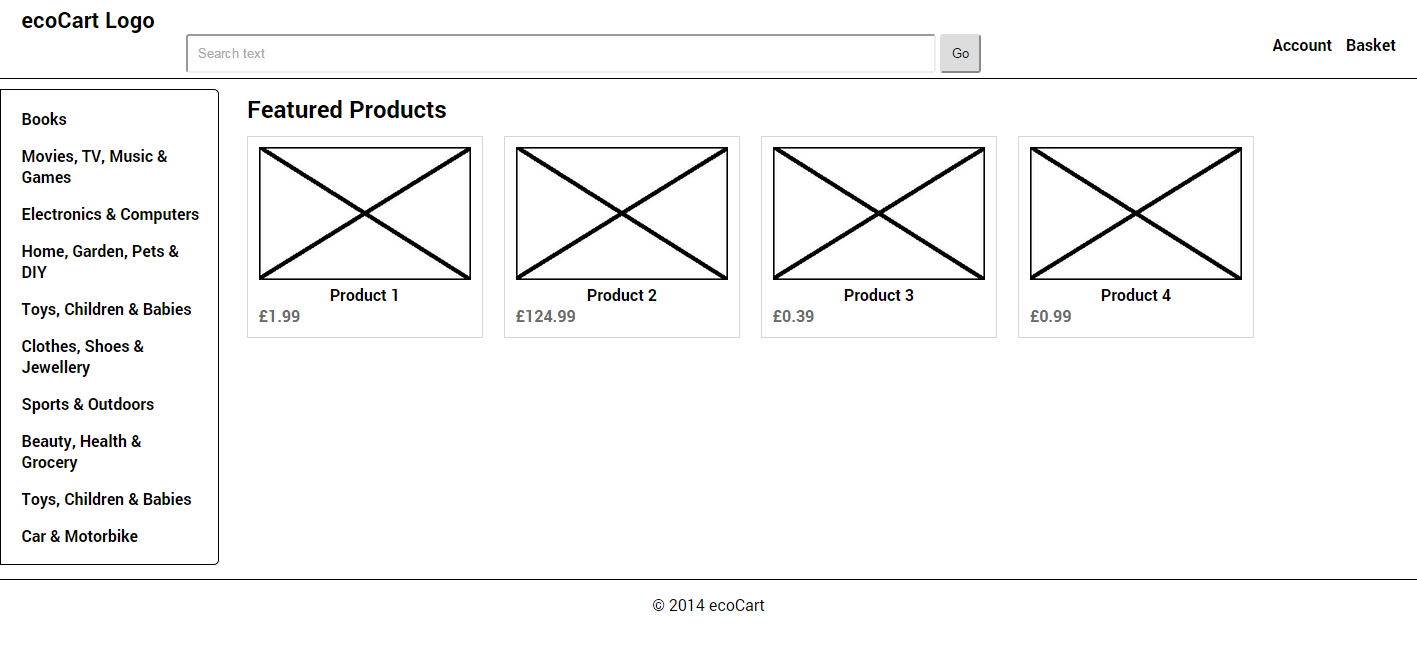 ecoCart Logo
Search text
Go
Account
Basket
Books
Movies, TV, Music &
Games
Electronics & Computers
Home, Garden, Pets &
DIY
Toys, Children & Babies
Clothes, Shoes &
Jewellery
Sports & Outdoors
Beauty, Health &
Grocery
Toys, Children & Babies
Car & Motorbike
Featured Products
Product 1
£1.99
Product 2
£124.99
Product 3
£0.39
Product 4
£0.99
© 2014 ecoCart